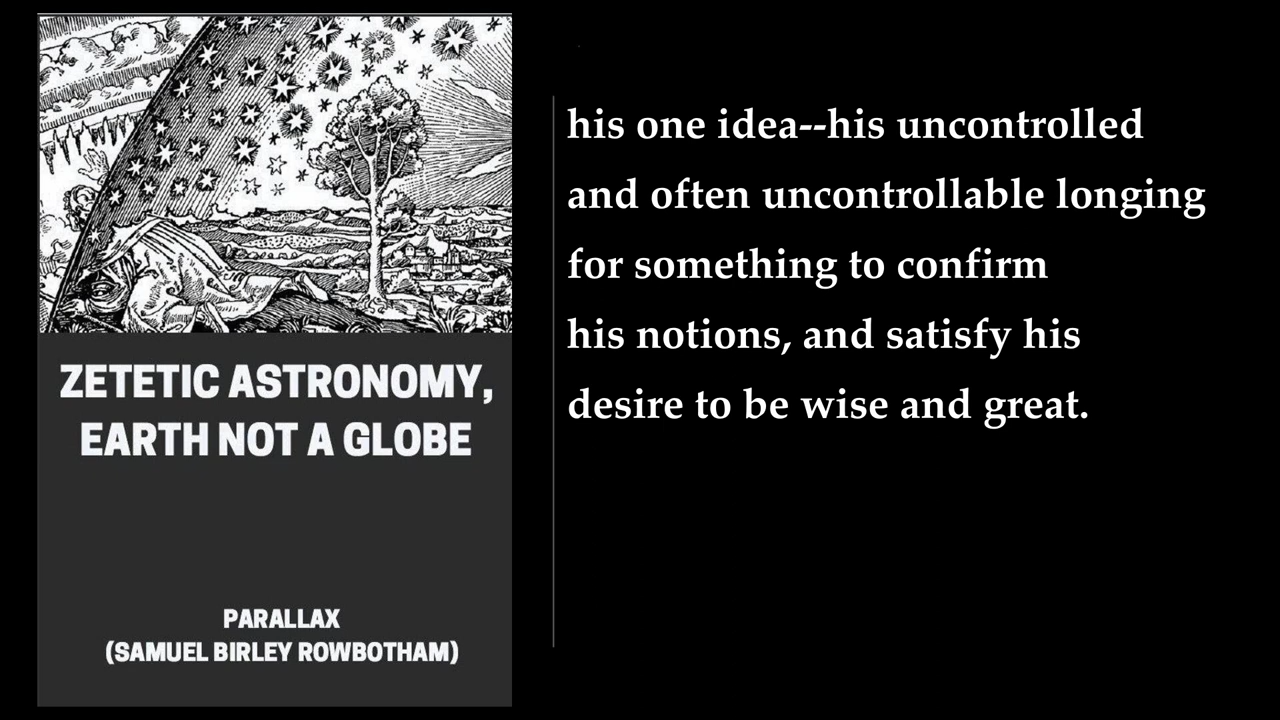 ZETETIC ASTRONOMY,
EARTH NOT A GLOBE
PARALLAX
(SAMUEL BIRLEY ROWBOTHAM)
his one idea--his uncontrolled
and often uncontrollable longing
for something to confirm
his notions, and satisfy his
desire to be wise and great.